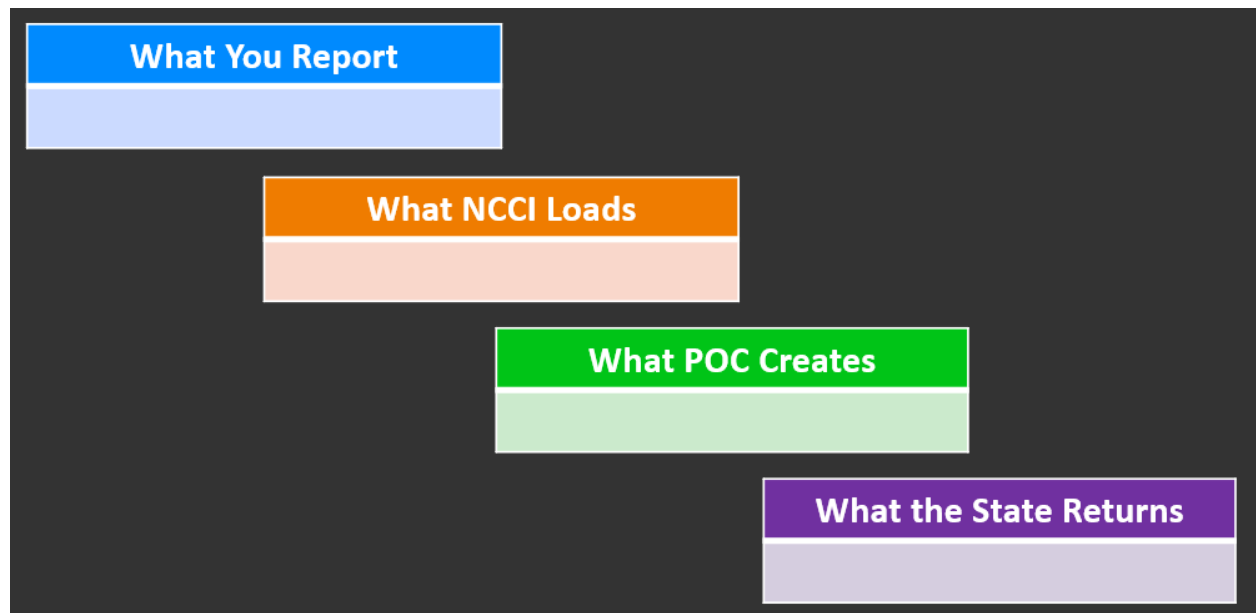 What You Report
What NCCI Loads
What POC Creates
What the State Returns